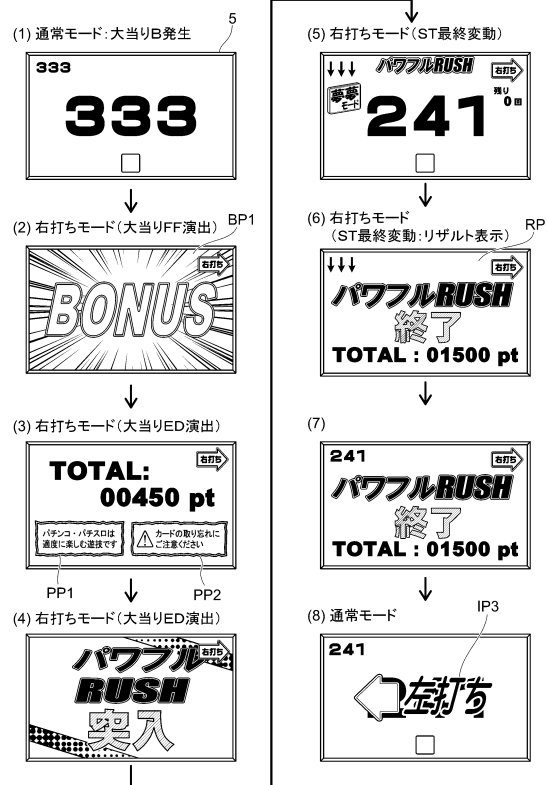 (1) 通常モード：大当りB発生
5
333
333
(2) 右打ちモード（大当りFF演出）
BP1
右打ち
BONUS
(3) 右打ちモード（大当りED演出）
右打ち
TOTAL:
00450 pt
パチンコ・パチスロは
適度に楽しむ遊技です
カードの取り忘れに
ご注意ください
PP1
PP2
(4) 右打ちモード（大当りED演出）
右打ち
パワフル
RUSH
突入
(5) 右打ちモード（ST最終変動）
パワフルRUSH
右打ち
夢夢
モード
241
残り
0回
(6) 右打ちモード
（ST最終変動：リザルト表示）
RP
右打ち
パワフルRUSH
終了
TOTAL : 01500 pt
(7)
241
右打ち
パワフルRUSH
終了
TOTAL : 01500 pt
(8) 通常モード
IP3
241
左打ち